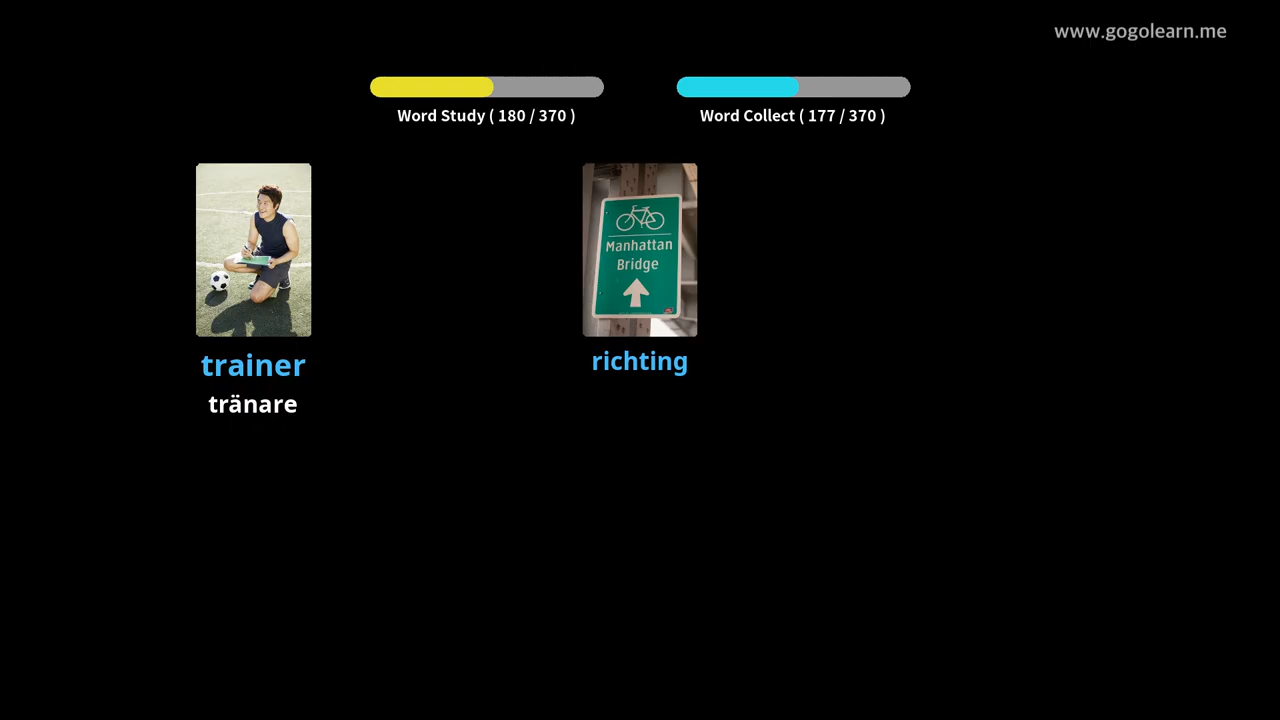 www.gogolearn.me
Word Study ( 180 / 370 )
Word Collect ( 177 / 370 )
Manhattan
Bridge
trainer
tränare
richting